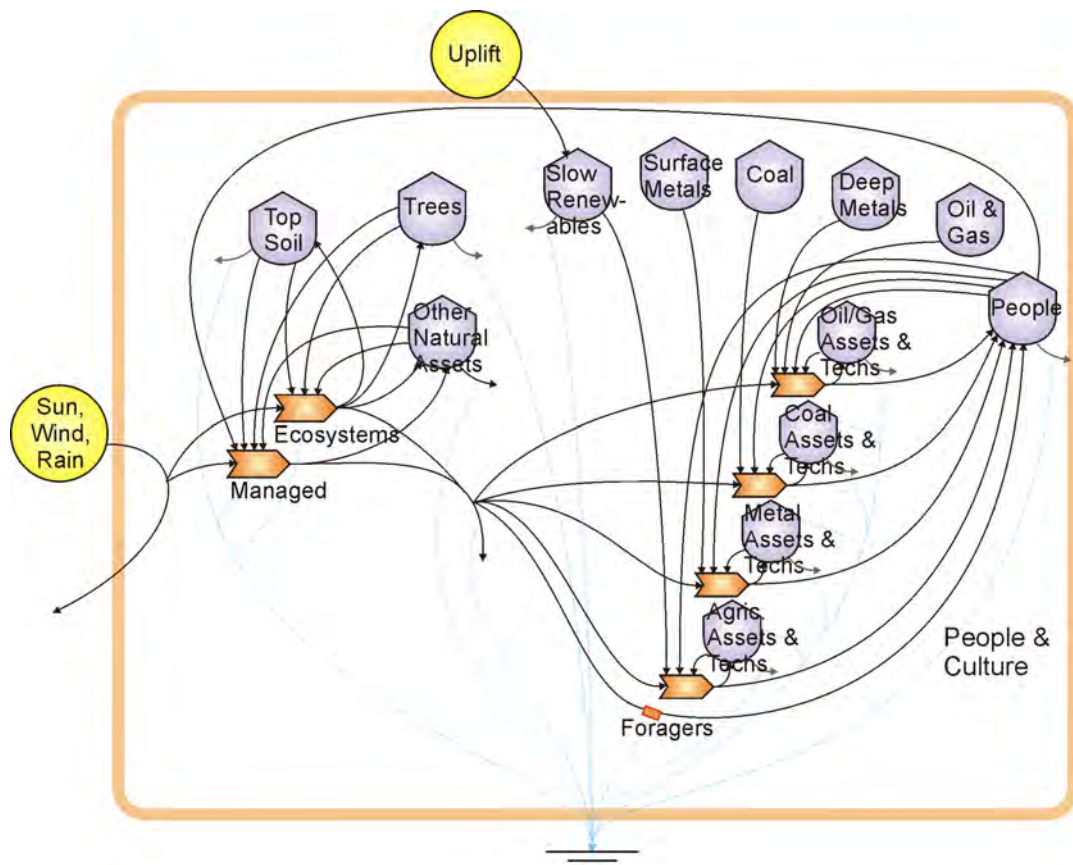 Uplift
Slow
Renew-
ables
Surface
Metals
Coal
Deep
Metals
Oil &
Gas
Top
Soil
Trees
Other
Natural
Assets
People
Oil/Gas
Assets &
Techs
Sun,
Wind,
Rain
Ecosystems
Managed
Coal
Assets &
Techs
Metal
Assets &
Techs
Agric.
Assets &
Techs
People &
Culture
Foragers